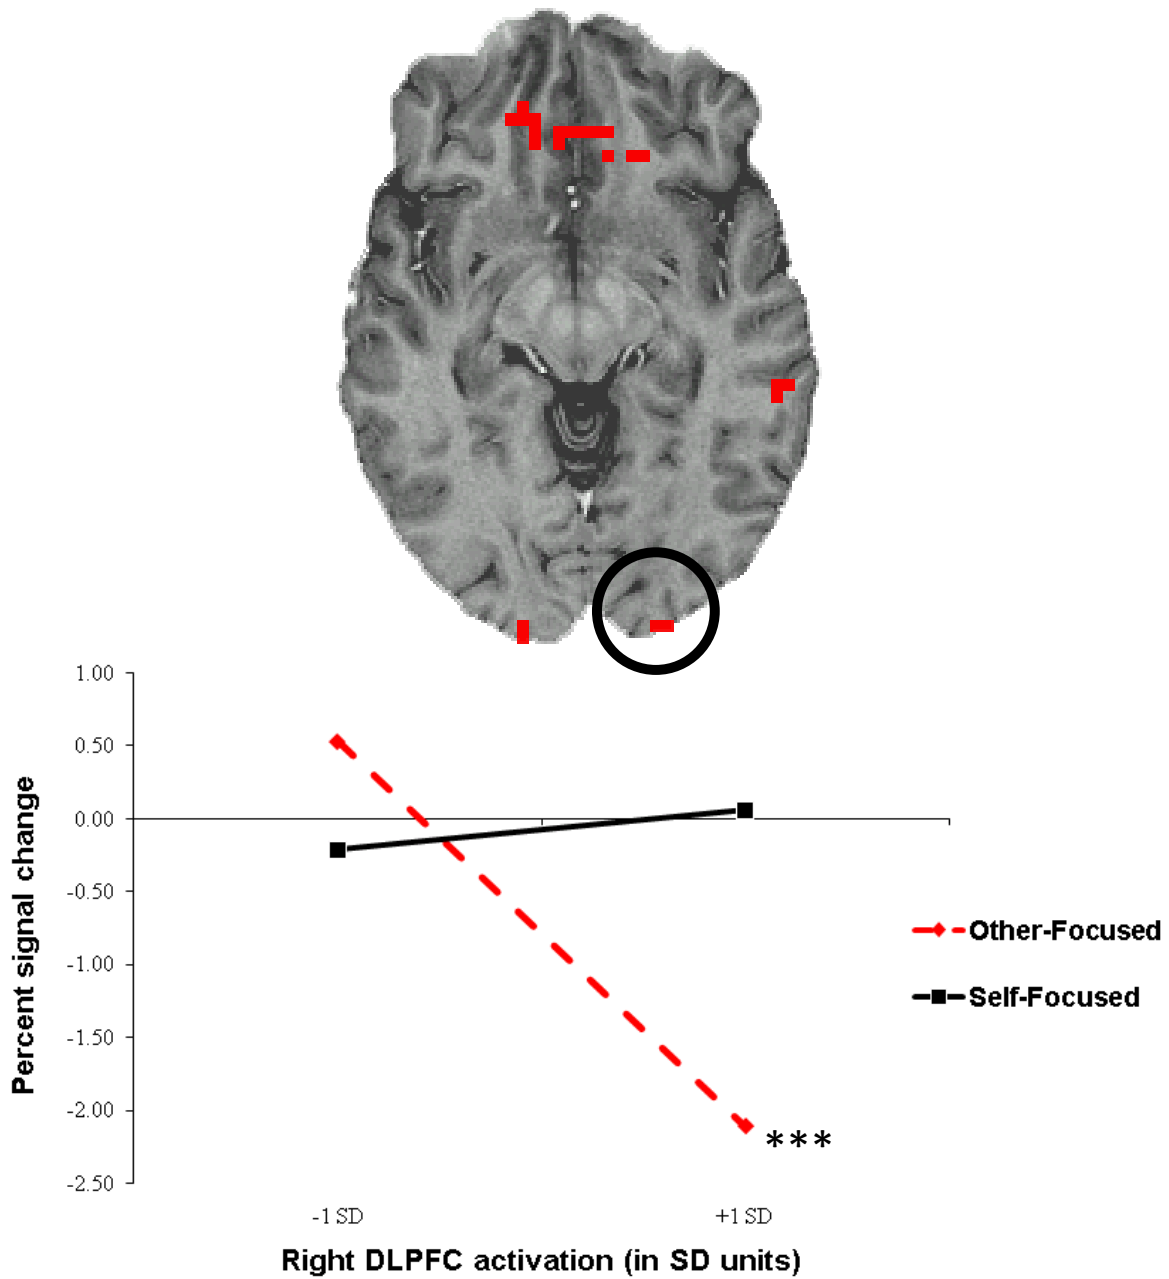 1.00
0.50
0.00
-0.50
-1.00
-1.50
-2.00
-2.50
Percent signal change
Other-Focused
Self-Focused
***
-1 SD
+1 SD
Right DLPFC activation (in SD units)